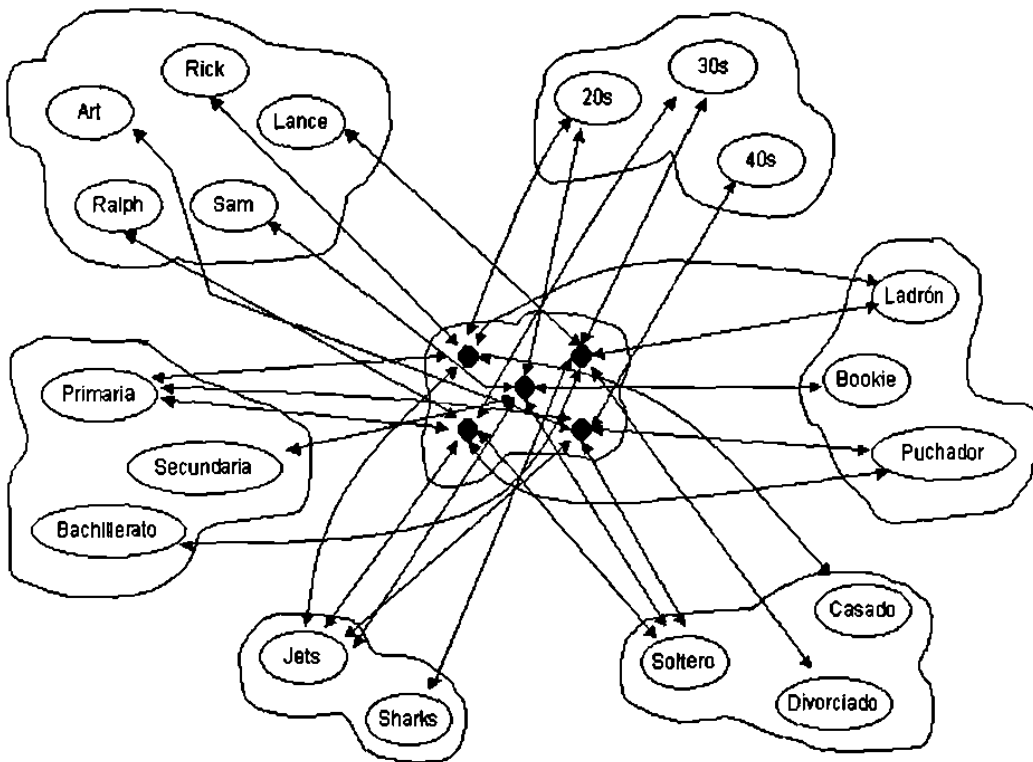 Rick
Art
Lance
Ralph
Sam
20s
30s
40s
Ladrón
Bookie
Puchador
Primaria
Secundaria
Bachillerato
Jets
Sharks
Casado
Soltero
Divorciado